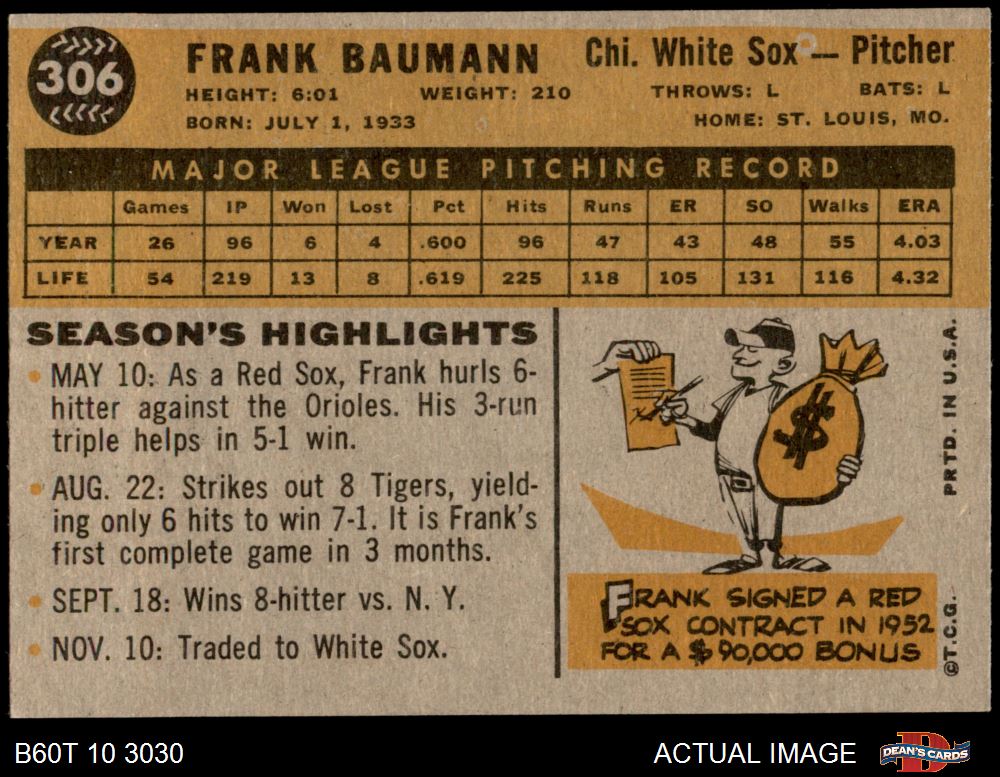 306
FRANK BAUMANN Chi. White Sox — Pitcher
HEIGHT: 6:01 WEIGHT: 210 THROWS: L BATS: L
BORN: JULY 1, 1933 HOME: ST. LOUIS, MO.
MAJOR LEAGUE PITCHING RECORD
Games IP Won Lost Pct Hits Runs ER SO Walks ERA
YEAR 26 96 6 4 .600 96 47 43 48 55 4.03
LIFE 54 219 13 8 .619 225 118 105 131 116 4.32
SEASON'S HIGHLIGHTS
• MAY 10: As a Red Sox, Frank hurls 6-
hitter against the Orioles. His 3-run
triple helps in 5-1 win.
• AUG. 22: Strikes out 8 Tigers, yield-
ing only 6 hits to win 7-1. It is Frank's
first complete game in 3 months.
• SEPT. 18: Wins 8-hitter vs. N. Y.
• NOV. 10: Traded to White Sox.
$
FRANK SIGNED A RED
SOX CONTRACT IN 1952
FOR A $90,000 BONUS
©T.C.G. PRTD. IN U.S.A.
B60T 10 3030 ACTUAL IMAGE
D
DEAN'S CARDS